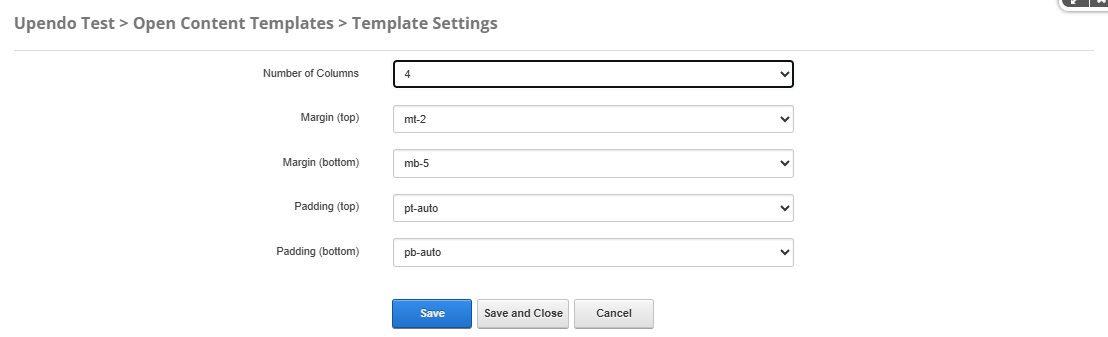 Upendo Test > Open Content Templates > Template Settings
Number of Columns 4
Margin (top) mt-2
Margin (bottom) mb-5
Padding (top) pt-auto
Padding (bottom) pb-auto
Save Save and Close Cancel